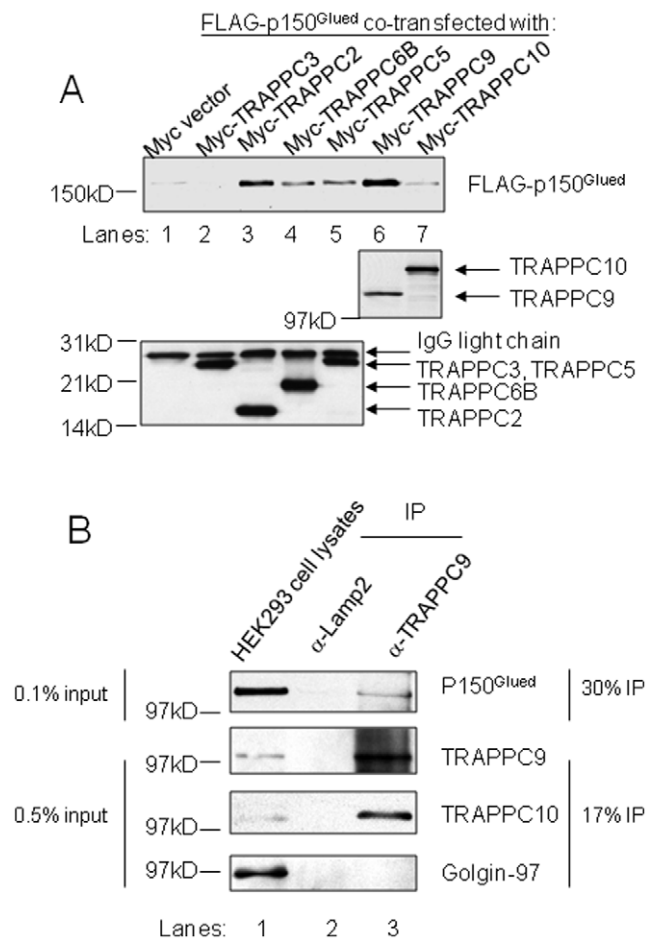 FLAG-p150Glued co-transfected with:
A
Myc vector
Myc-TRAPPC3
Myc-TRAPPC2
Myc-TRAPPC6B
Myc-TRAPPC5
Myc-TRAPPC9
Myc-TRAPPC10
150kD
FLAG-p150Glued
Lanes: 1 2 3 4 5 6 7
TRAPPC10
TRAPPC9
97kD
31kD
IgG light chain
TRAPPC3, TRAPPC5
21kD
TRAPPC6B
TRAPPC2
14kD
B
IP
HEK293 cell lysates
α-Lamp2
α-TRAPPC9
0.1% input
P150Glued
30% IP
97kD
97kD
TRAPPC9
0.5% input
97kD
TRAPPC10
17% IP
97kD
Golgin-97
Lanes: 1 2 3